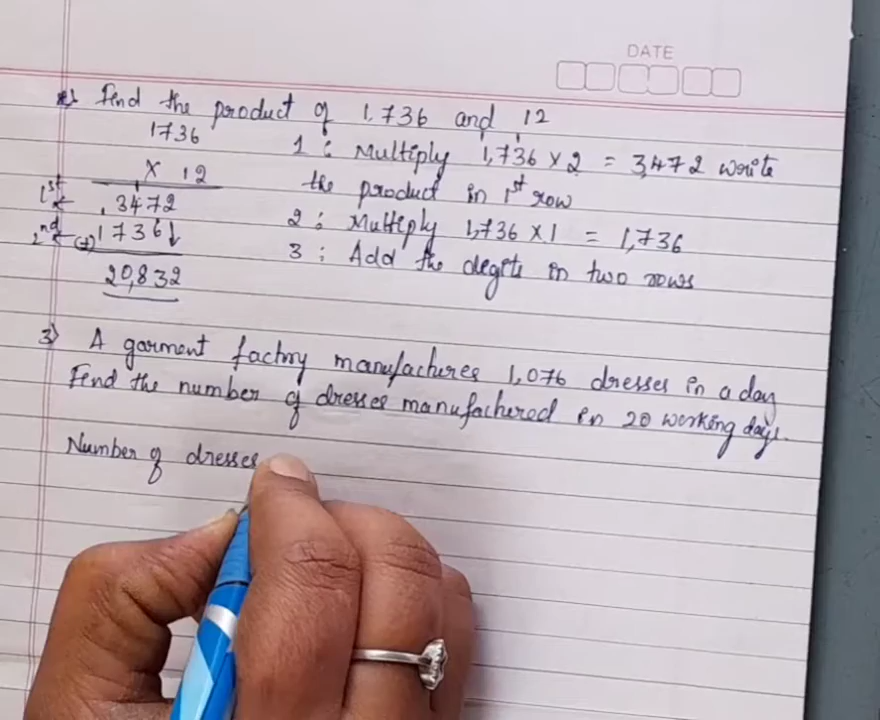 DATE
2) Find the product of 1,736 and 12
1736
1 : Multiply 1,736 x 2 = 3,472 write
x 12
the product in 1st row
1st 3472
2 : Multiply 1,736 x 1 = 1,736
2nd (+) 1736↓
3 : Add the degits in two rows
20,832
3) A garment factory manufactures 1,076 dresses in a day
Find the number of dresses manufactured in 20 working days.
Number of dresses